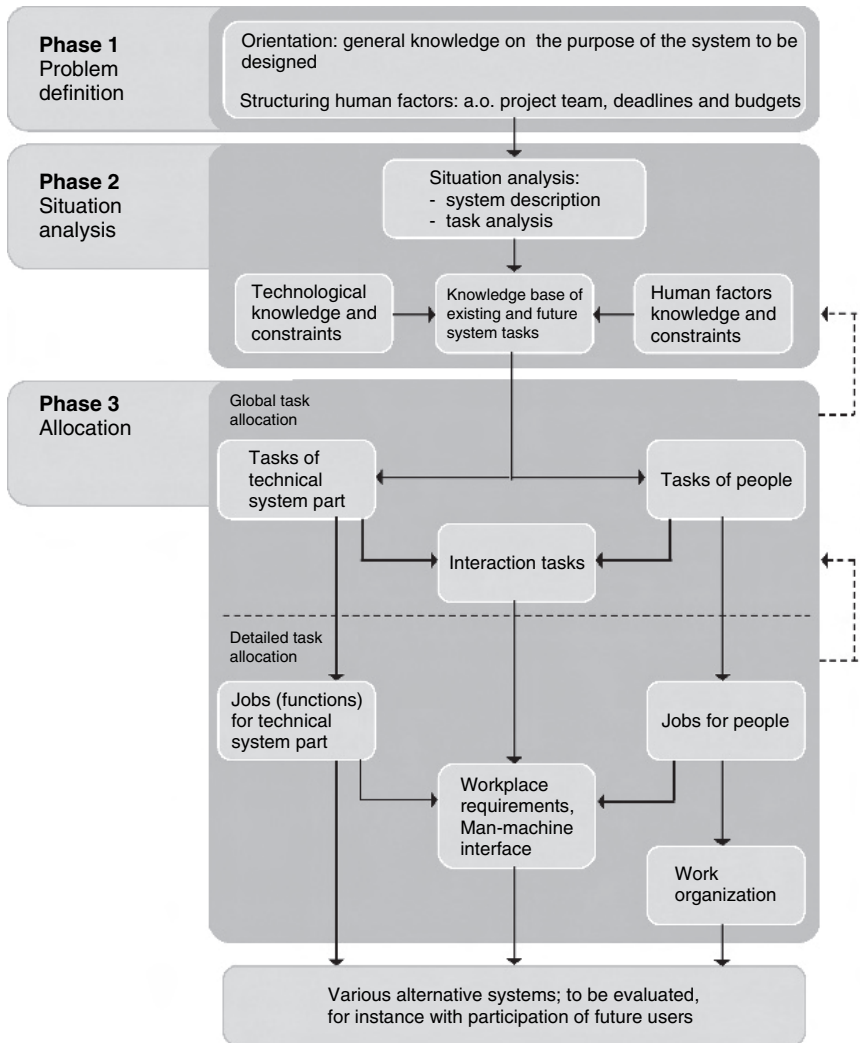 Phase 1
Problem
definition
Orientation: general knowledge on the purpose of the system to be
designed
Structuring human factors: a.o. project team, deadlines and budgets
Phase 2
Situation
analysis
Situation analysis:
- system description
- task analysis
Technological
knowledge and
constraints
Knowledge base of
existing and future
system tasks
Human factors
knowledge and
constraints
Phase 3
Allocation
Global task
allocation
Tasks of
technical
system part
Tasks of people
Interaction tasks
Detailed task
allocation
Jobs (functions)
for technical
system part
Jobs for people
Workplace
requirements,
Man-machine
interface
Work
organization
Various alternative systems; to be evaluated,
for instance with participation of future users